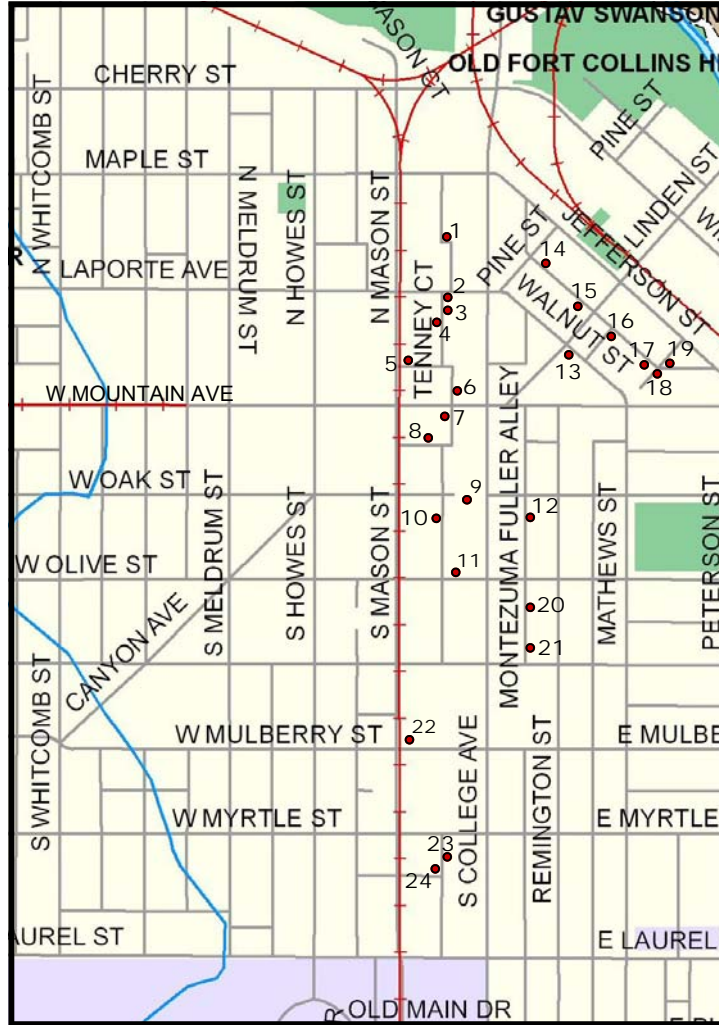 GUSTAV SWANSON
MASON CT
OLD FORT COLLINS H
CHERRY ST
PINE ST
N WHITCOMB ST
MAPLE ST
LINDEN ST
N MELDRUM ST
N HOWES ST
N MASON ST
1
PINE ST
JEFFERSON ST
WI
R
14
LAPORTE AVE
2
3
4
TENNEY CT
15
WALNUT ST
16
5
13
17
19
18
6
W MOUNTAIN AVE
7
8
MONTEZUMA FULLER ALLEY
W OAK ST
9
10
12
S MELDRUM ST
S HOWES ST
S MASON ST
MATHEWS ST
PETERSON ST
W OLIVE ST
11
20
CANYON AVE
21
S WHITCOMB ST
22
W MULBERRY ST
S COLLEGE AVE
REMINGTON ST
E MULBE
W MYRTLE ST
E MYRTLE
23
24
AUREL ST
E LAUREL
R
OLD MAIN DR